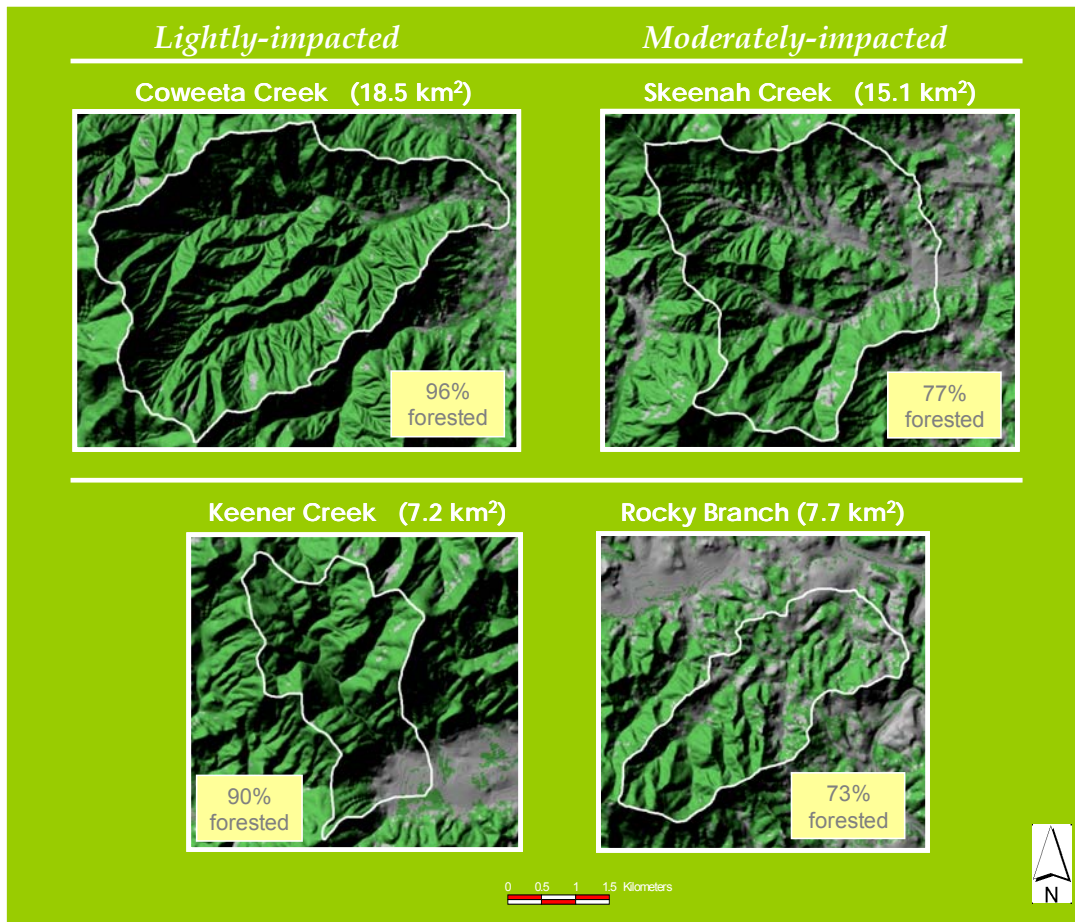 Lightly-impacted
Moderately-impacted
Coweeta Creek (18.5 km²)
Skeenah Creek (15.1 km²)
96%
forested
77%
forested
Keener Creek (7.2 km²)
Rocky Branch (7.7 km²)
90%
forested
73%
forested
0 0.5 1 1.5 Kilometers
N